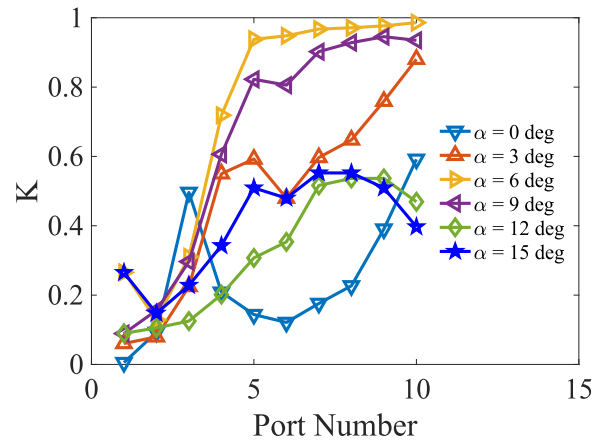 1
0.8
0.6
0.4
0.2
0
K
0
5
10
15
Port Number
α = 0 deg
α = 3 deg
α = 6 deg
α = 9 deg
α = 12 deg
α = 15 deg